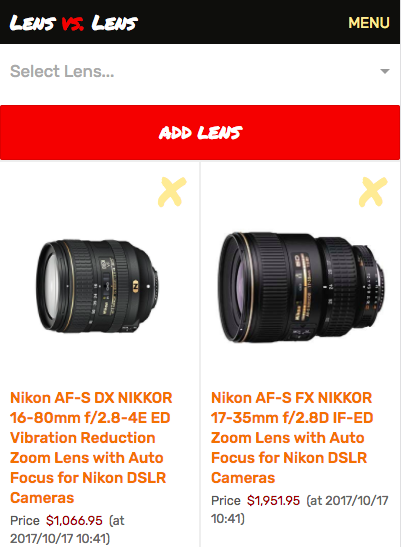 Lens vs. Lens
MENU
Select Lens...
ADD LENS
Nikon AF-S DX NIKKOR
16-80mm f/2.8-4E ED
Vibration Reduction
Zoom Lens with Auto
Focus for Nikon DSLR
Cameras
Price $1,066.95 (at
2017/10/17 10:41)
Nikon AF-S FX NIKKOR
17-35mm f/2.8D IF-ED
Zoom Lens with Auto
Focus for Nikon DSLR
Cameras
Price $1,951.95 (at 2017/10/17
10:41)